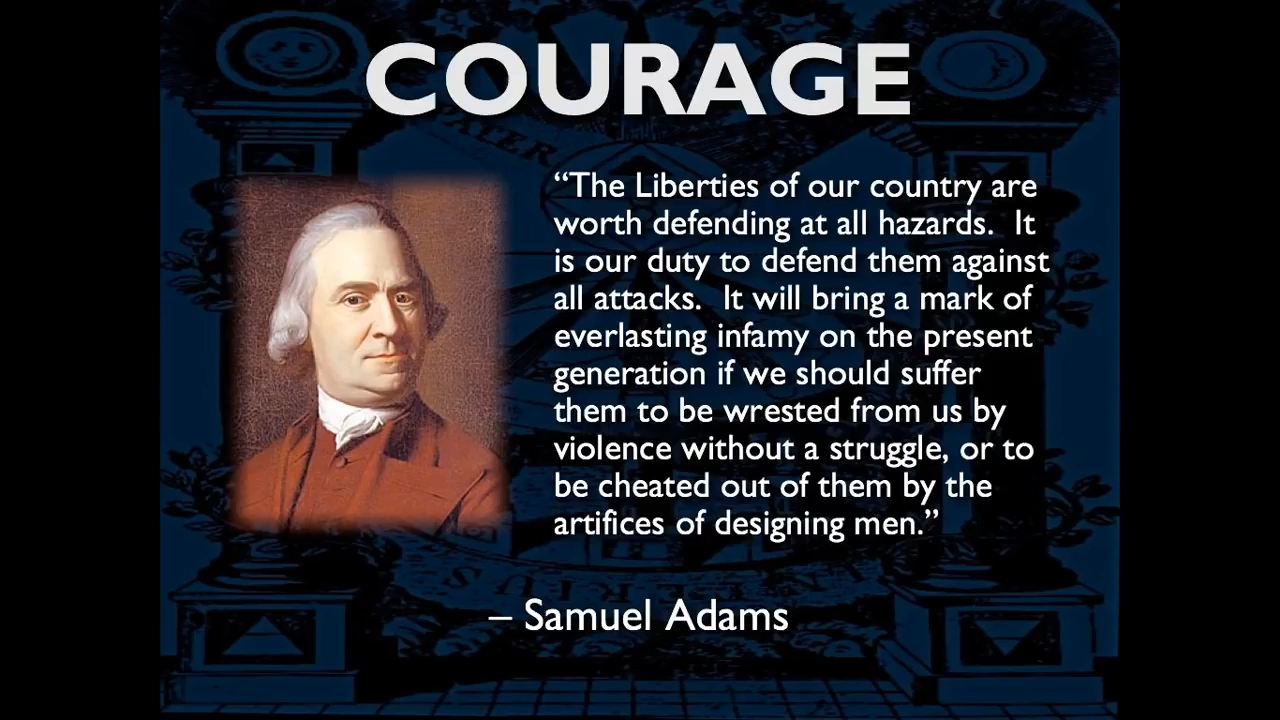 COURAGE
“The Liberties of our country are
worth defending at all hazards.  It
is our duty to defend them against
all attacks.  It will bring a mark of
everlasting infamy on the present
generation if we should suffer
them to be wrested from us by
violence without a struggle, or to
be cheated out of them by the
artifices of designing men.”
– Samuel Adams